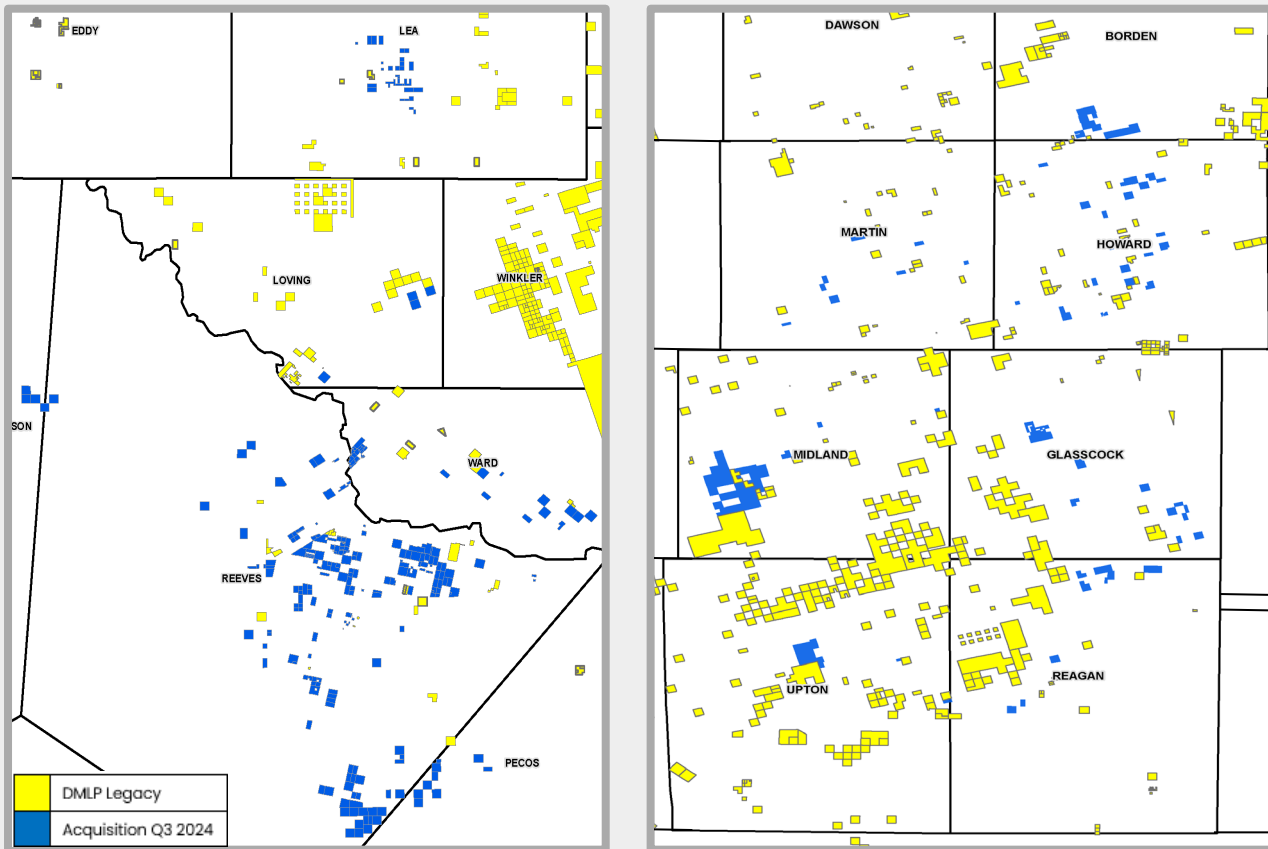 EDDY
LEA
LOVING
WINKLER
SON
WARD
REEVES
PECOS
DMLP Legacy
Acquisition Q3 2024
DAWSON
BORDEN
MARTIN
HOWARD
MIDLAND
GLASSCOCK
UPTON
REAGAN